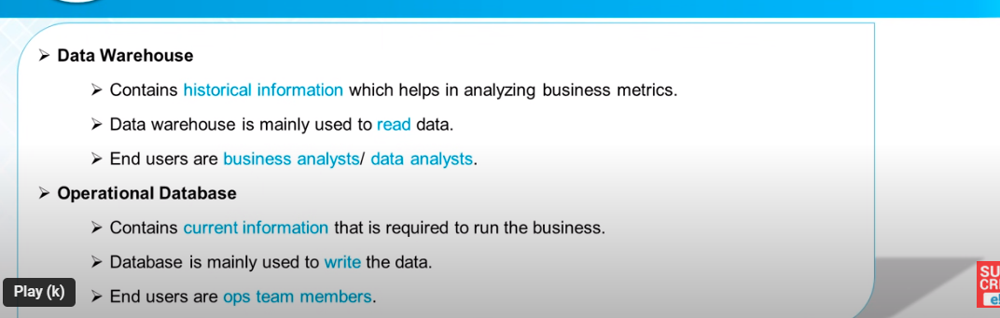 ➢ Data Warehouse
➢ Contains historical information which helps in analyzing business metrics.
➢ Data warehouse is mainly used to read data.
➢ End users are business analysts/ data analysts.
➢ Operational Database
➢ Contains current information that is required to run the business.
➢ Database is mainly used to write the data.
➢ End users are ops team members.
Play (k)
SU
CRI
e!